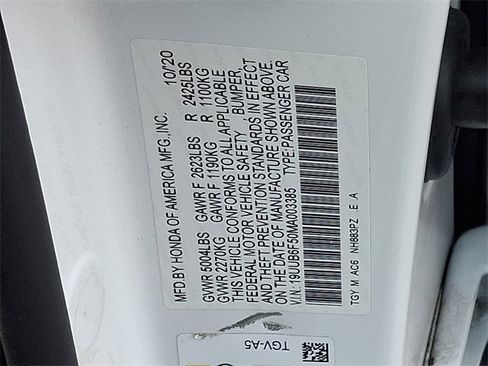 MFD BY HONDA OF AMERICA MFG., INC. 10/20
GVWR 5004LBS GAWR F 2623LBS R 2425LBS
GVWR 2270KG GAWR F 1190KG R 1100KG
THIS VEHICLE CONFORMS TO ALL APPLICABLE
FEDERAL MOTOR VEHICLE SAFETY, BUMPER,
AND THEFT PREVENTION STANDARDS IN EFFECT
ON THE DATE OF MANUFACTURE SHOWN ABOVE.
V.I.N: 19UUB6F50MA003385 TYPE:PASSENGER CAR
TGY M AC6 NH883PZ E A
TGV-A5